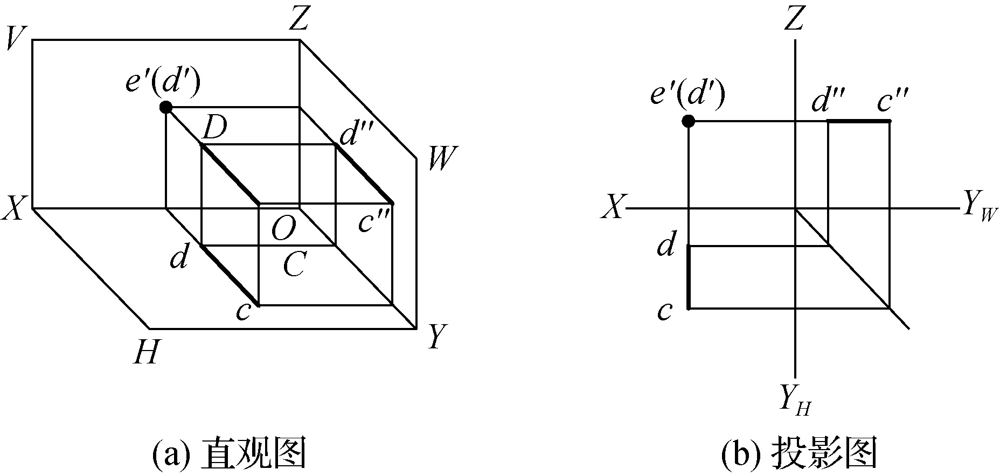 V
Z
e′(d′)
D
d″
W
X
O
c″
d
C
c
H
Y
(a) 直观图
Z
e′(d′)
d″
c″
X
Y_W
d
c
Y_H
(b) 投影图